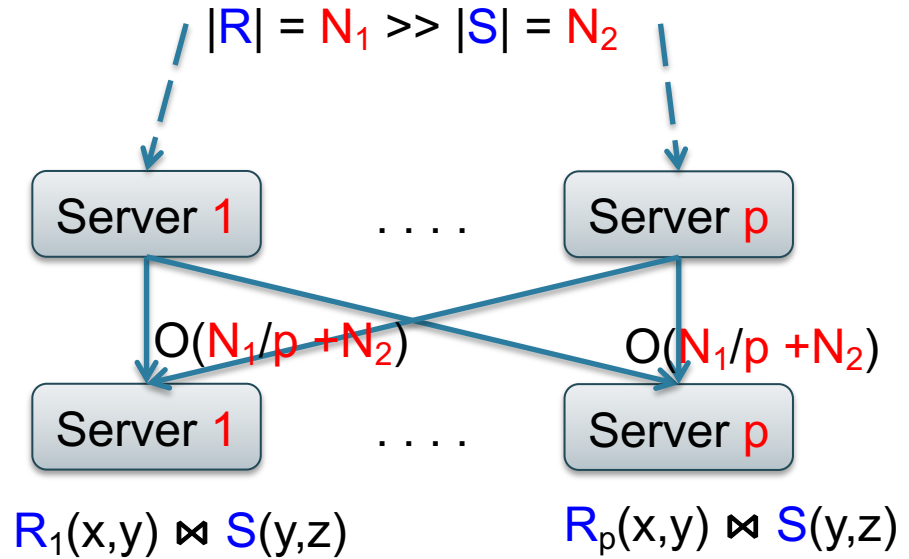 |R| = N₁ >> |S| = N₂
Server 1 . . . . Server p
O(N₁/p +N₂) O(N₁/p +N₂)
Server 1 . . . . Server p
R₁(x,y) ⋈ S(y,z) Rₚ(x,y) ⋈ S(y,z)